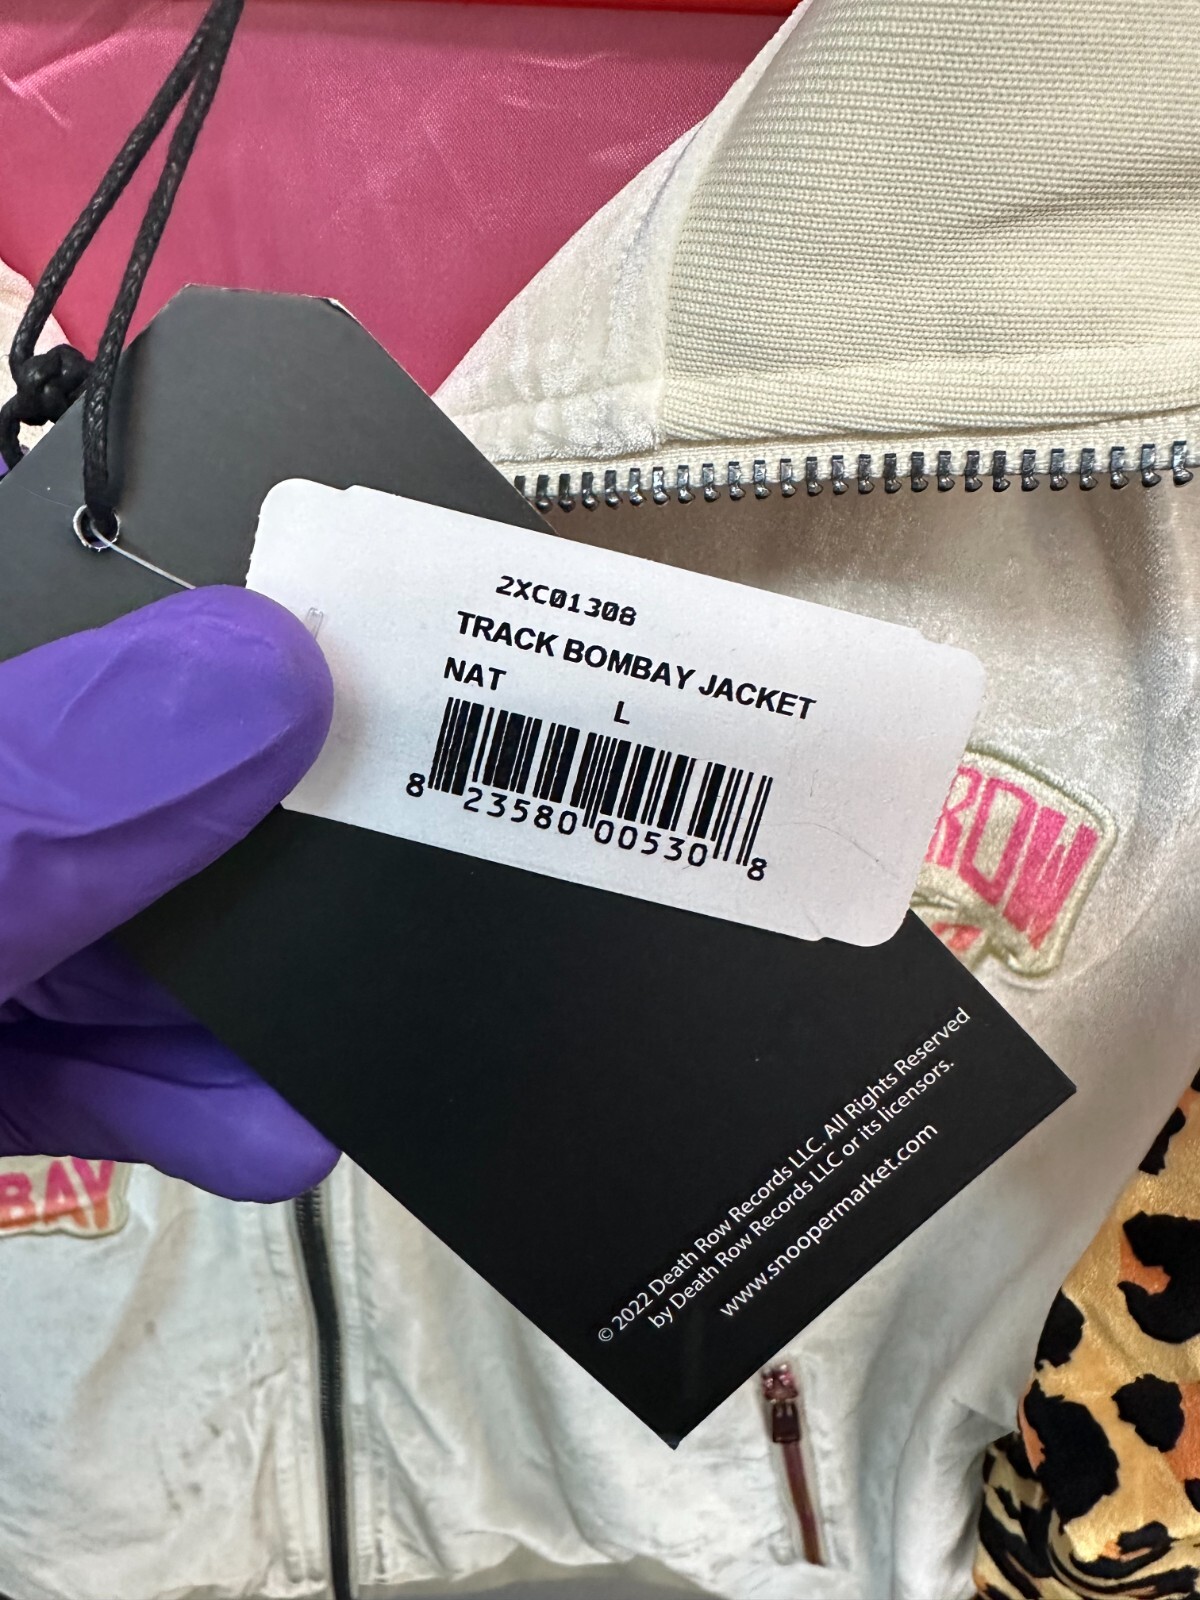 2XC01308
TRACK BOMBAY JACKET
NAT
L
8 23580 00530 8
ROW
BAY
© 2022 Death Row Records LLC. All Rights Reserved
by Death Row Records LLC or its licensors.
www.snoopermarket.com